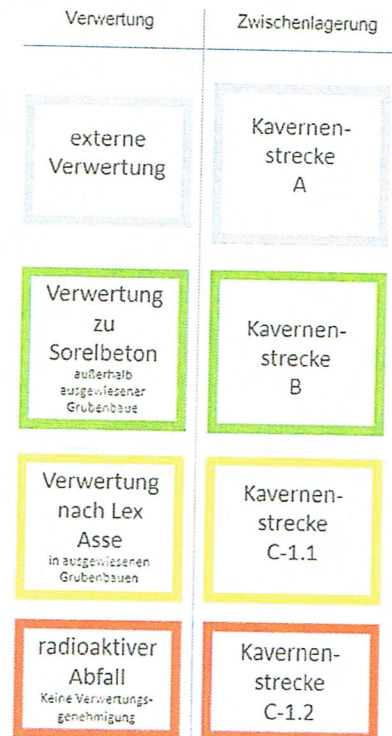 Verwertung
Zwischenlagerung
externe
Verwertung
Kavernen-
strecke
A
Verwertung
zu
Sorelbeton
außerhalb
ausgewiesener
Grubenbaue
Kavernen-
strecke
B
Verwertung
nach Lex
Asse
in ausgewiesenen
Grubenbauen
Kavernen-
strecke
C-1.1
radioaktiver
Abfall
Keine Verwertungs-
genehmigung
Kavernen-
strecke
C-1.2